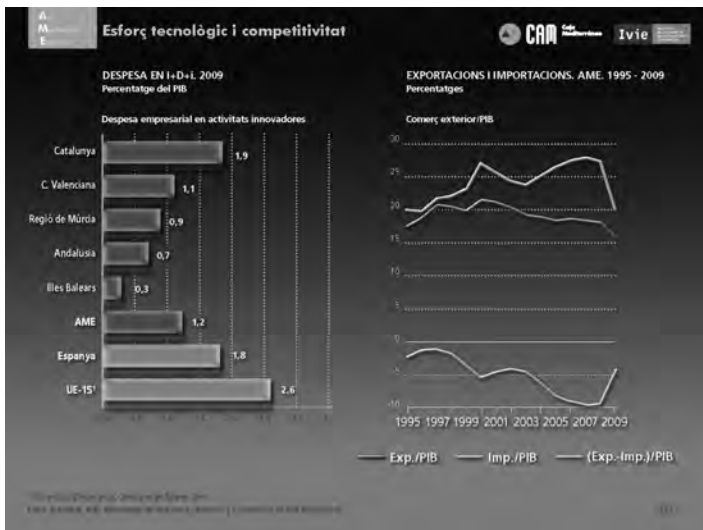 A
M
E
Esforç tecnològic i competitivitat
CAM Caja Mediterráneo
Ivie
DESPESA EN I+D+i. 2009
Percentatge del PIB
Despesa empresarial en activitats innovadores
Catalunya 1,9
C. Valenciana 1,1
Regió de Múrcia 0,9
Andalusia 0,7
Illes Balears 0,3
AME 1,2
Espanya 1,8
UE-15¹ 2,6
EXPORTACIONS I IMPORTACIONS. AME. 1995 - 2009
Percentatges
Comerç exterior/PIB
30
25
20
15
10
5
0
-5
-10
1995 1997 1999 2001 2003 2005 2007 2009
Exp./PIB Imp./PIB (Exp.-Imp.)/PIB